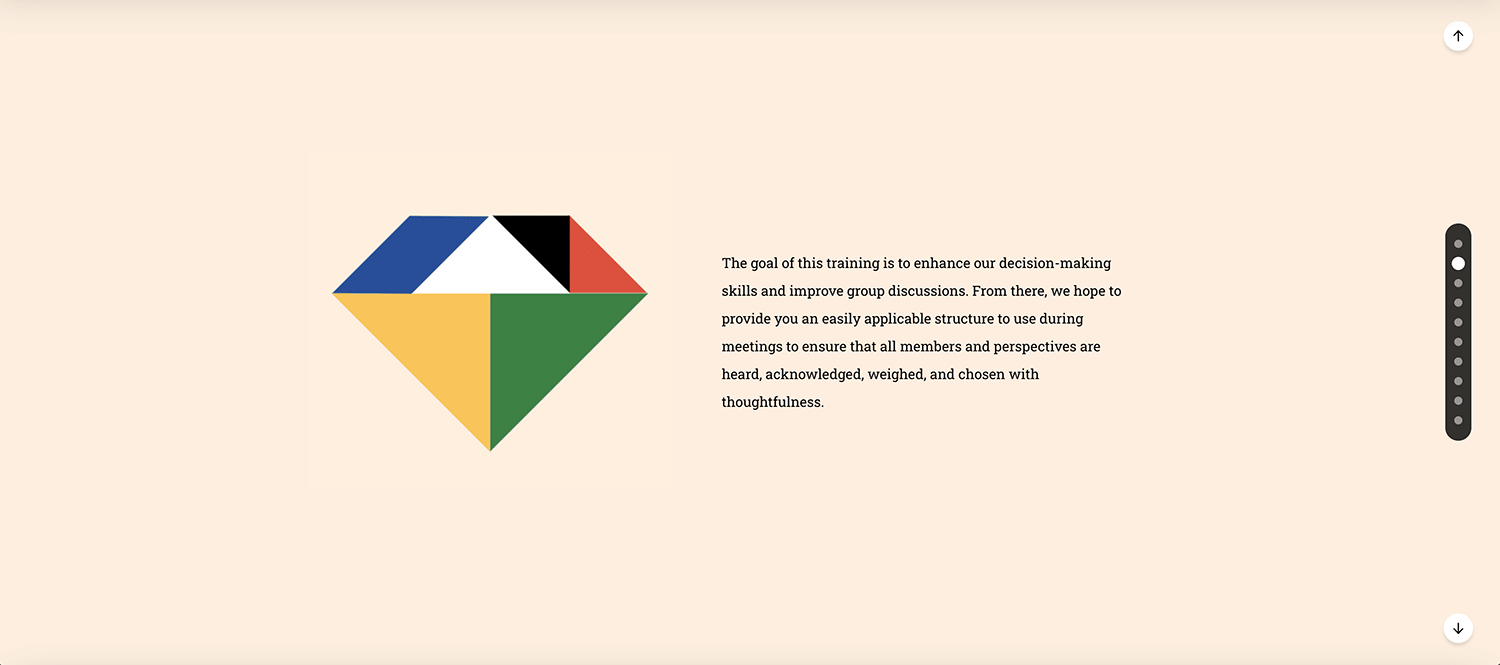 The goal of this training is to enhance our decision-making
skills and improve group discussions. From there, we hope to
provide you an easily applicable structure to use during
meetings to ensure that all members and perspectives are
heard, acknowledged, weighed, and chosen with
thoughtfulness.